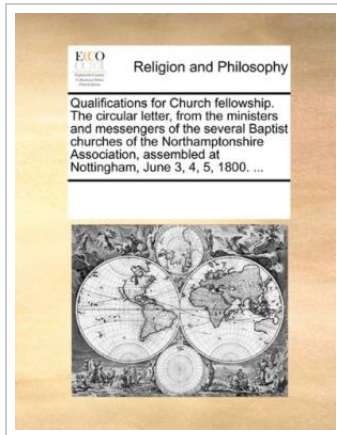 ECCO
Religion and Philosophy
Qualifications for Church fellowship.
The circular letter, from the ministers
and messengers of the several Baptist
churches of the Northamptonshire
Association, assembled at
Nottingham, June 3, 4, 5, 1800. ...